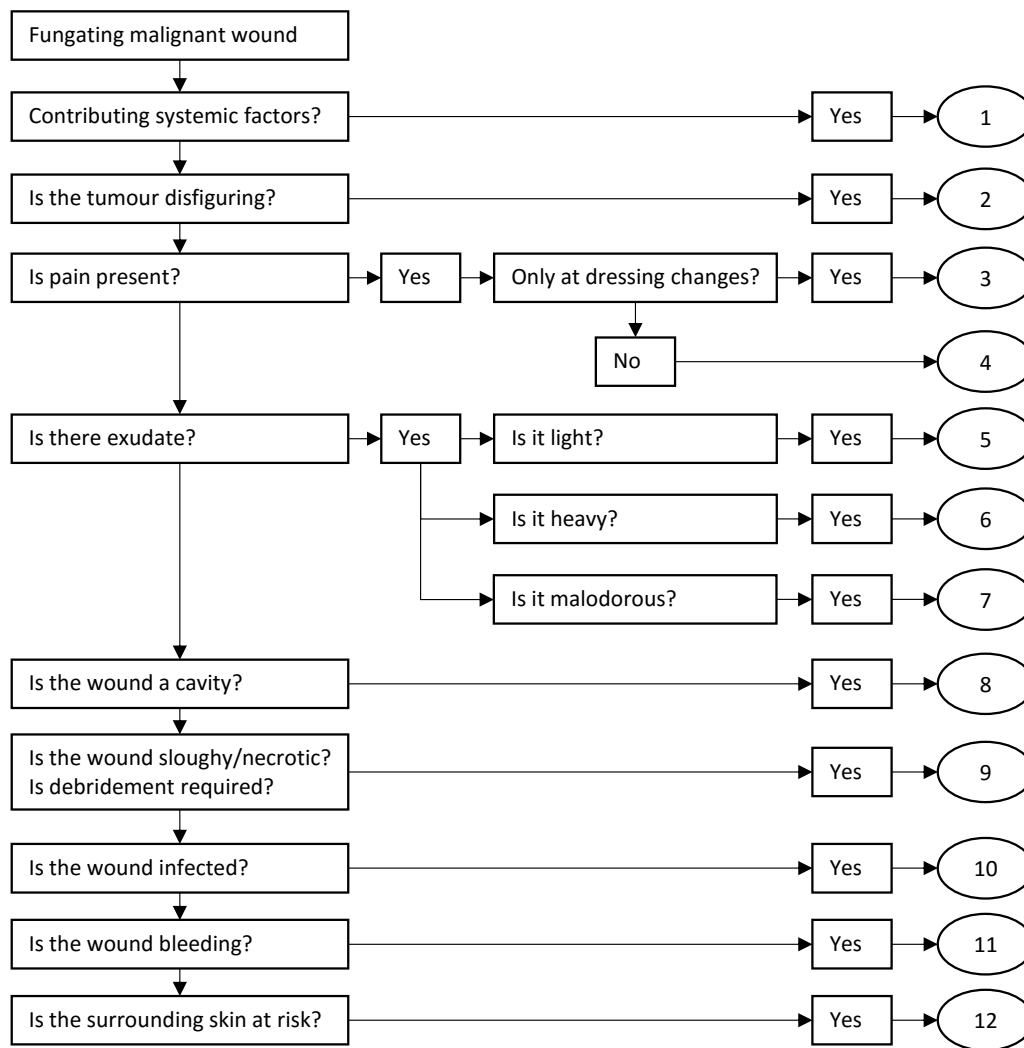 Fungating malignant wound
Contributing systemic factors?
Yes
1
Is the tumour disfiguring?
Yes
2
Is pain present?
Yes
Only at dressing changes?
Yes
3
No
4
Is there exudate?
Yes
Is it light?
Yes
5
Is it heavy?
Yes
6
Is it malodorous?
Yes
7
Is the wound a cavity?
Yes
8
Is the wound sloughy/necrotic?
Is debridement required?
Yes
9
Is the wound infected?
Yes
10
Is the wound bleeding?
Yes
11
Is the surrounding skin at risk?
Yes
12